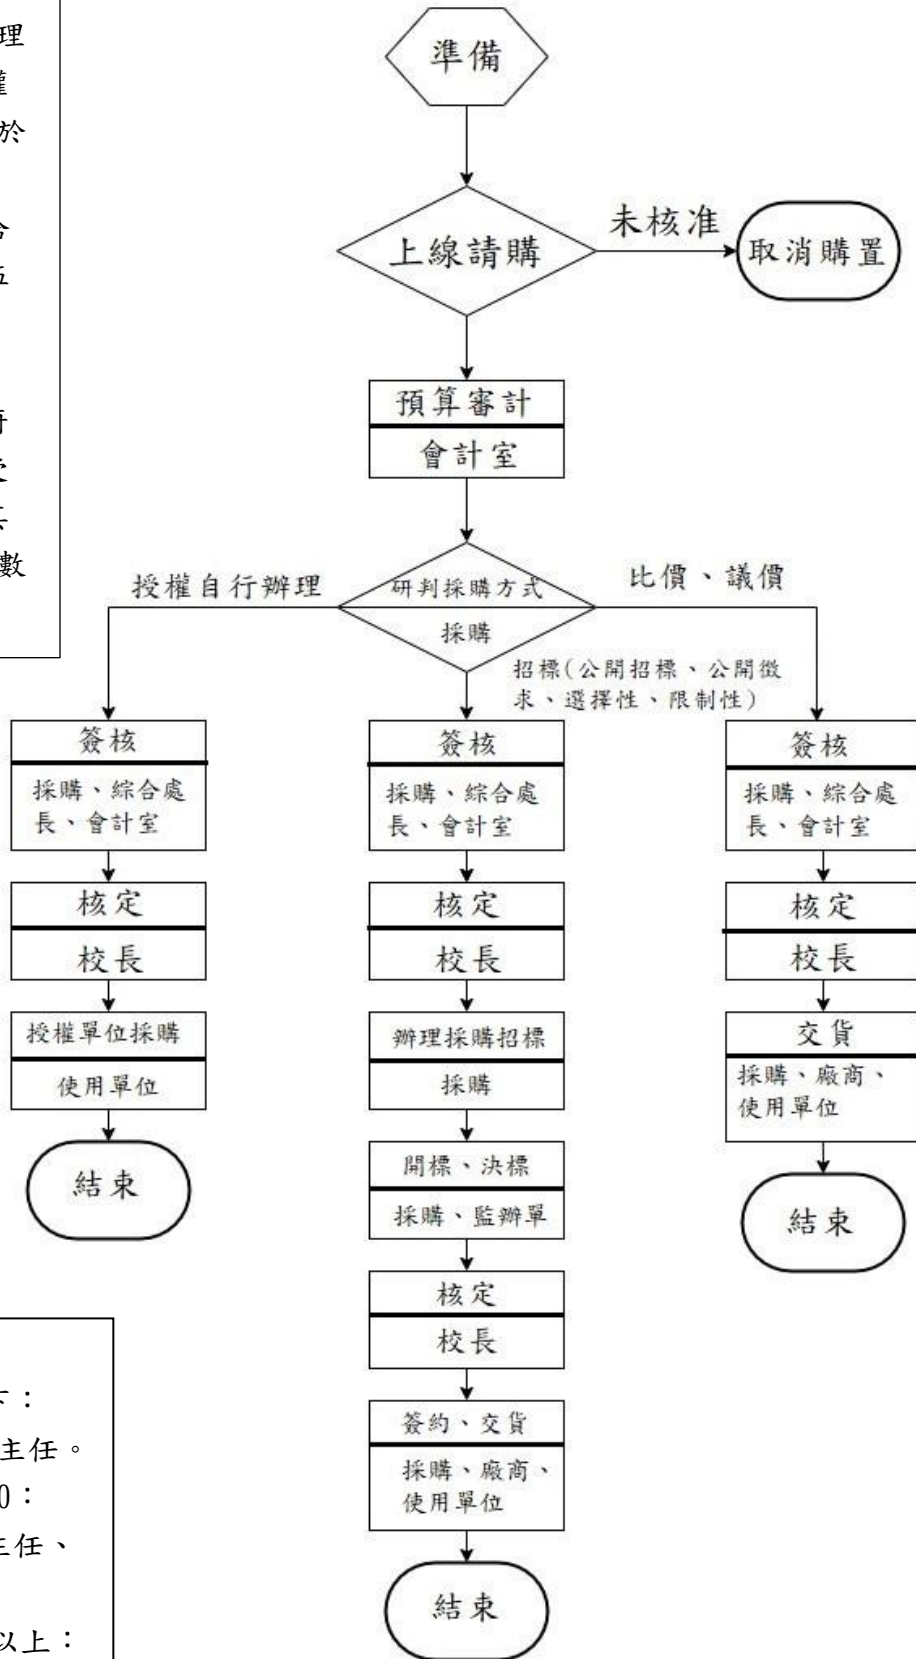 理
於
數
準備
上線請購
未核准
取消購置
預算審計
會計室
授權自行辦理
研判採購方式
採購
比價、議價
招標(公開招標、公開徵
求、選擇性、限制性)
簽核
採購、綜合處
長、會計室
核定
校長
授權單位採購
使用單位
結束
簽核
採購、綜合處
長、會計室
核定
校長
辦理採購招標
採購
開標、決標
採購、監辦單
核定
校長
簽約、交貨
採購、廠商、
使用單位
結束
簽核
採購、綜合處
長、會計室
核定
校長
交貨
採購、廠商、
使用單位
結束
：
主任。
0：
主任、
以上：